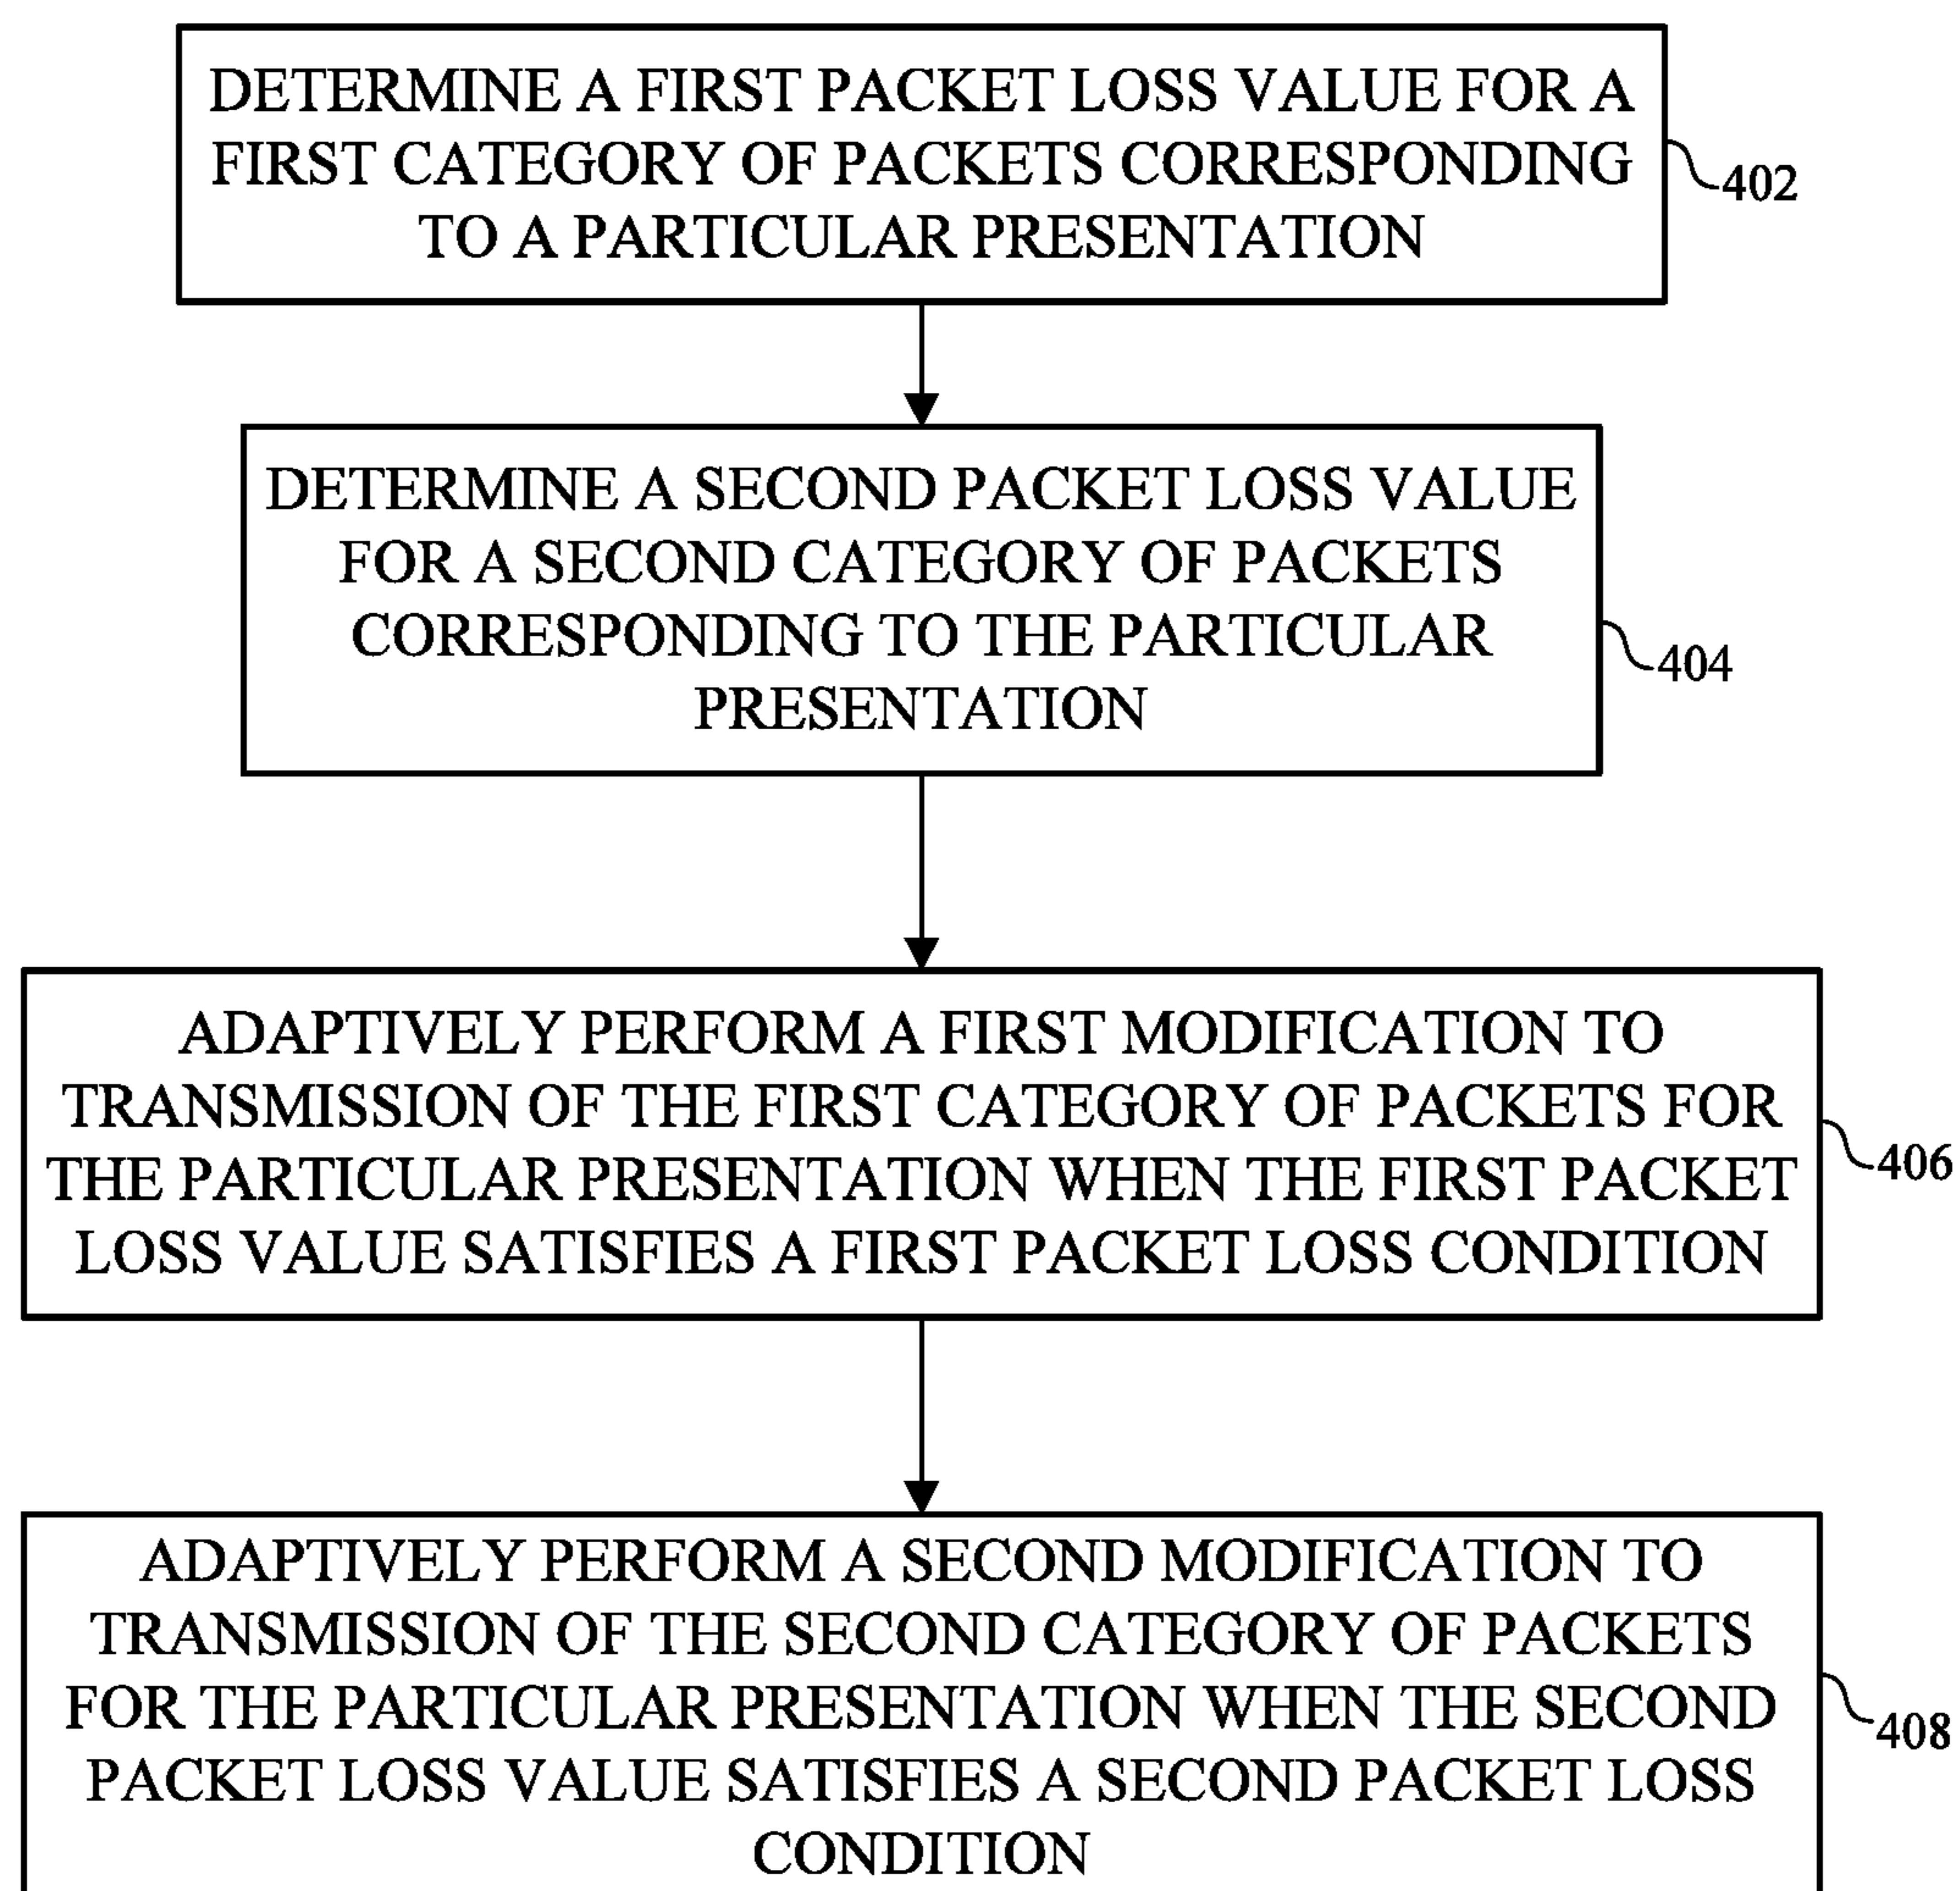 DETERMINE A FIRST PACKET LOSS VALUE FOR A
FIRST CATEGORY OF PACKETS CORRESPONDING
TO A PARTICULAR PRESENTATION
402
DETERMINE A SECOND PACKET LOSS VALUE
FOR A SECOND CATEGORY OF PACKETS
CORRESPONDING TO THE PARTICULAR
PRESENTATION
404
ADAPTIVELY PERFORM A FIRST MODIFICATION TO
TRANSMISSION OF THE FIRST CATEGORY OF PACKETS FOR
THE PARTICULAR PRESENTATION WHEN THE FIRST PACKET
LOSS VALUE SATISFIES A FIRST PACKET LOSS CONDITION
406
ADAPTIVELY PERFORM A SECOND MODIFICATION TO
TRANSMISSION OF THE SECOND CATEGORY OF PACKETS
FOR THE PARTICULAR PRESENTATION WHEN THE SECOND
PACKET LOSS VALUE SATISFIES A SECOND PACKET LOSS
CONDITION
408